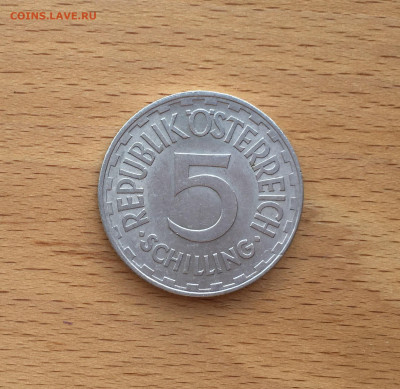 COINS.LAVE.RU
REPUBLIK ÖSTERREICH
5
·SCHILLING·